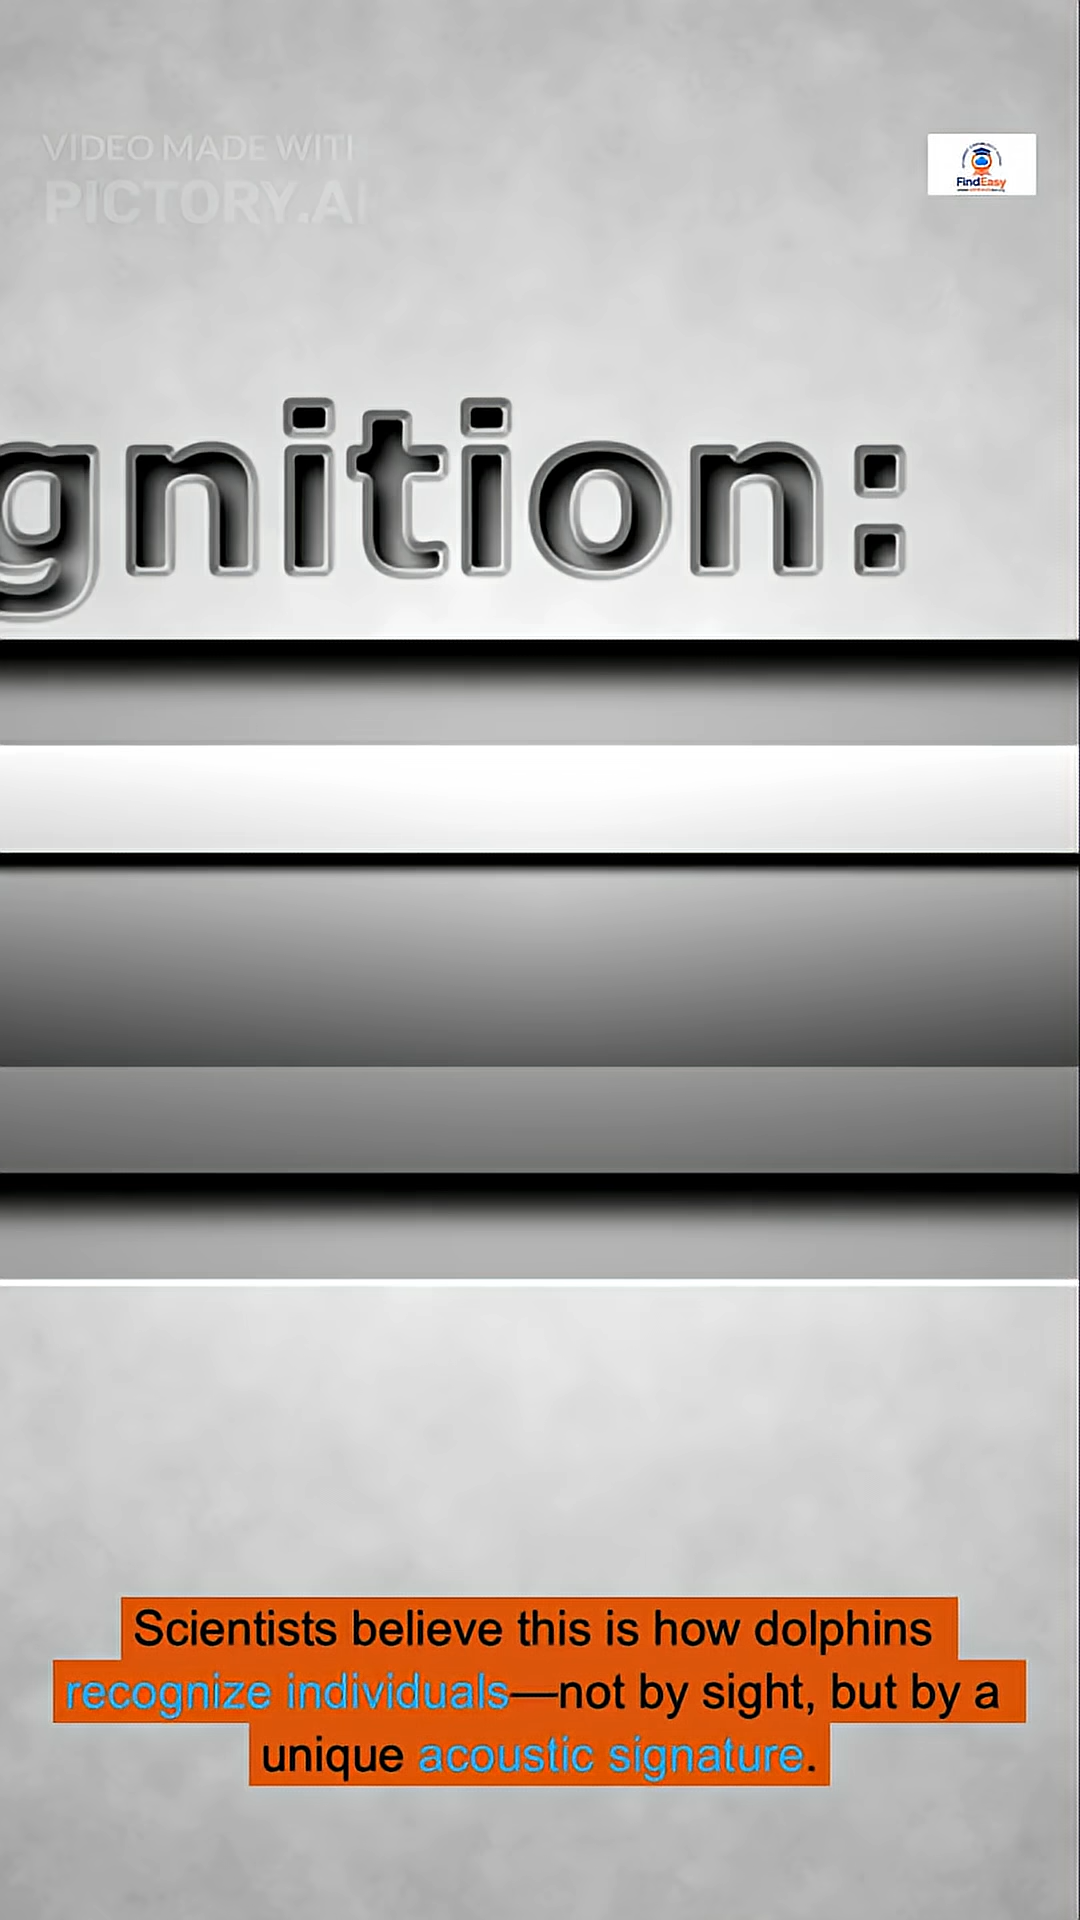 VIDEO MADE WITH
PICTORY.AI
FindEasy
gnition:
Scientists believe this is how dolphins
recognize individuals—not by sight, but by a
unique acoustic signature.